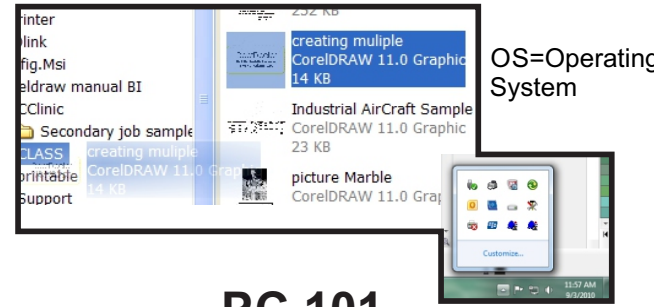 rinter
olink
fig.Msi
eldraw manual BI
CClinic
Secondary job sample
CLASS
printable
Support
252 KB
creating muliple
CorelDRAW 11.0 Graphic
14 KB
Industrial AirCraft Sample
CorelDRAW 11.0 Graphic
23 KB
picture Marble
CorelDRAW 11.0 Grap
creating muliple
CorelDRAW 11.0 Graphic
14 KB
OS=Operating
System
Customize...
11:57 AM
9/3/2010
PC 101